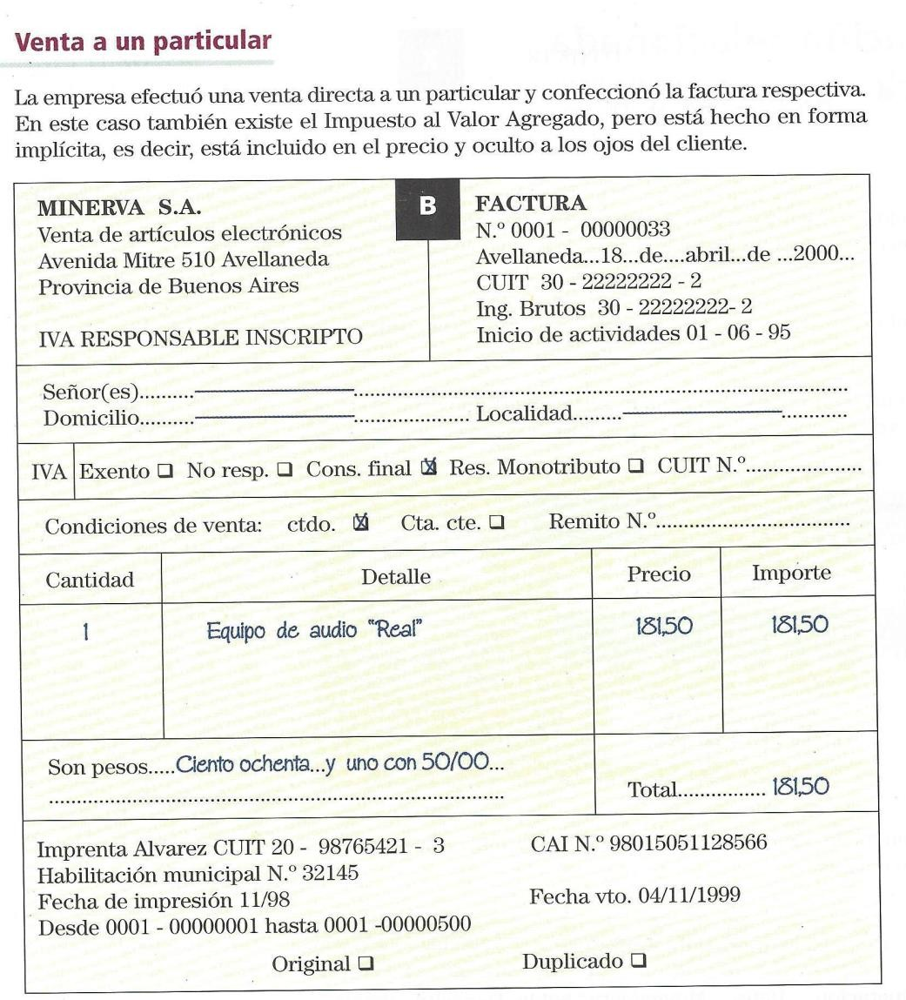 Venta a un particular
La empresa efectuó una venta directa a un particular y confeccionó la factura respectiva.
En este caso también existe el Impuesto al Valor Agregado, pero está hecho en forma
implícita, es decir, está incluido en el precio y oculto a los ojos del cliente.
MINERVA S.A.
Venta de artículos electrónicos
Avenida Mitre 510 Avellaneda
Provincia de Buenos Aires
IVA RESPONSABLE INSCRIPTO
B
FACTURA
N.º 0001 - 00000033
Avellaneda...18...de....abril...de ...2000...
CUIT 30 - 22222222 - 2
Ing. Brutos 30 - 22222222- 2
Inicio de actividades 01 - 06 - 95
Señor(es)..........
Domicilio.......... Localidad.........
IVA Exento ❏ No resp. ❏ Cons. final ☒ Res. Monotributo ❏ CUIT N.º......................
Condiciones de venta: ctdo. ☒ Cta. cte. ❏ Remito N.º...................................
Cantidad Detalle Precio Importe
1 Equipo de audio "Real" 181,50 181,50
Son pesos.....Ciento ochenta...y uno con 50/00...
Total................ 181,50
Imprenta Alvarez CUIT 20 - 98765421 - 3
Habilitación municipal N.º 32145
Fecha de impresión 11/98
Desde 0001 - 00000001 hasta 0001 -00000500
CAI N.º 98015051128566
Fecha vto. 04/11/1999
Original ❏ Duplicado ❏